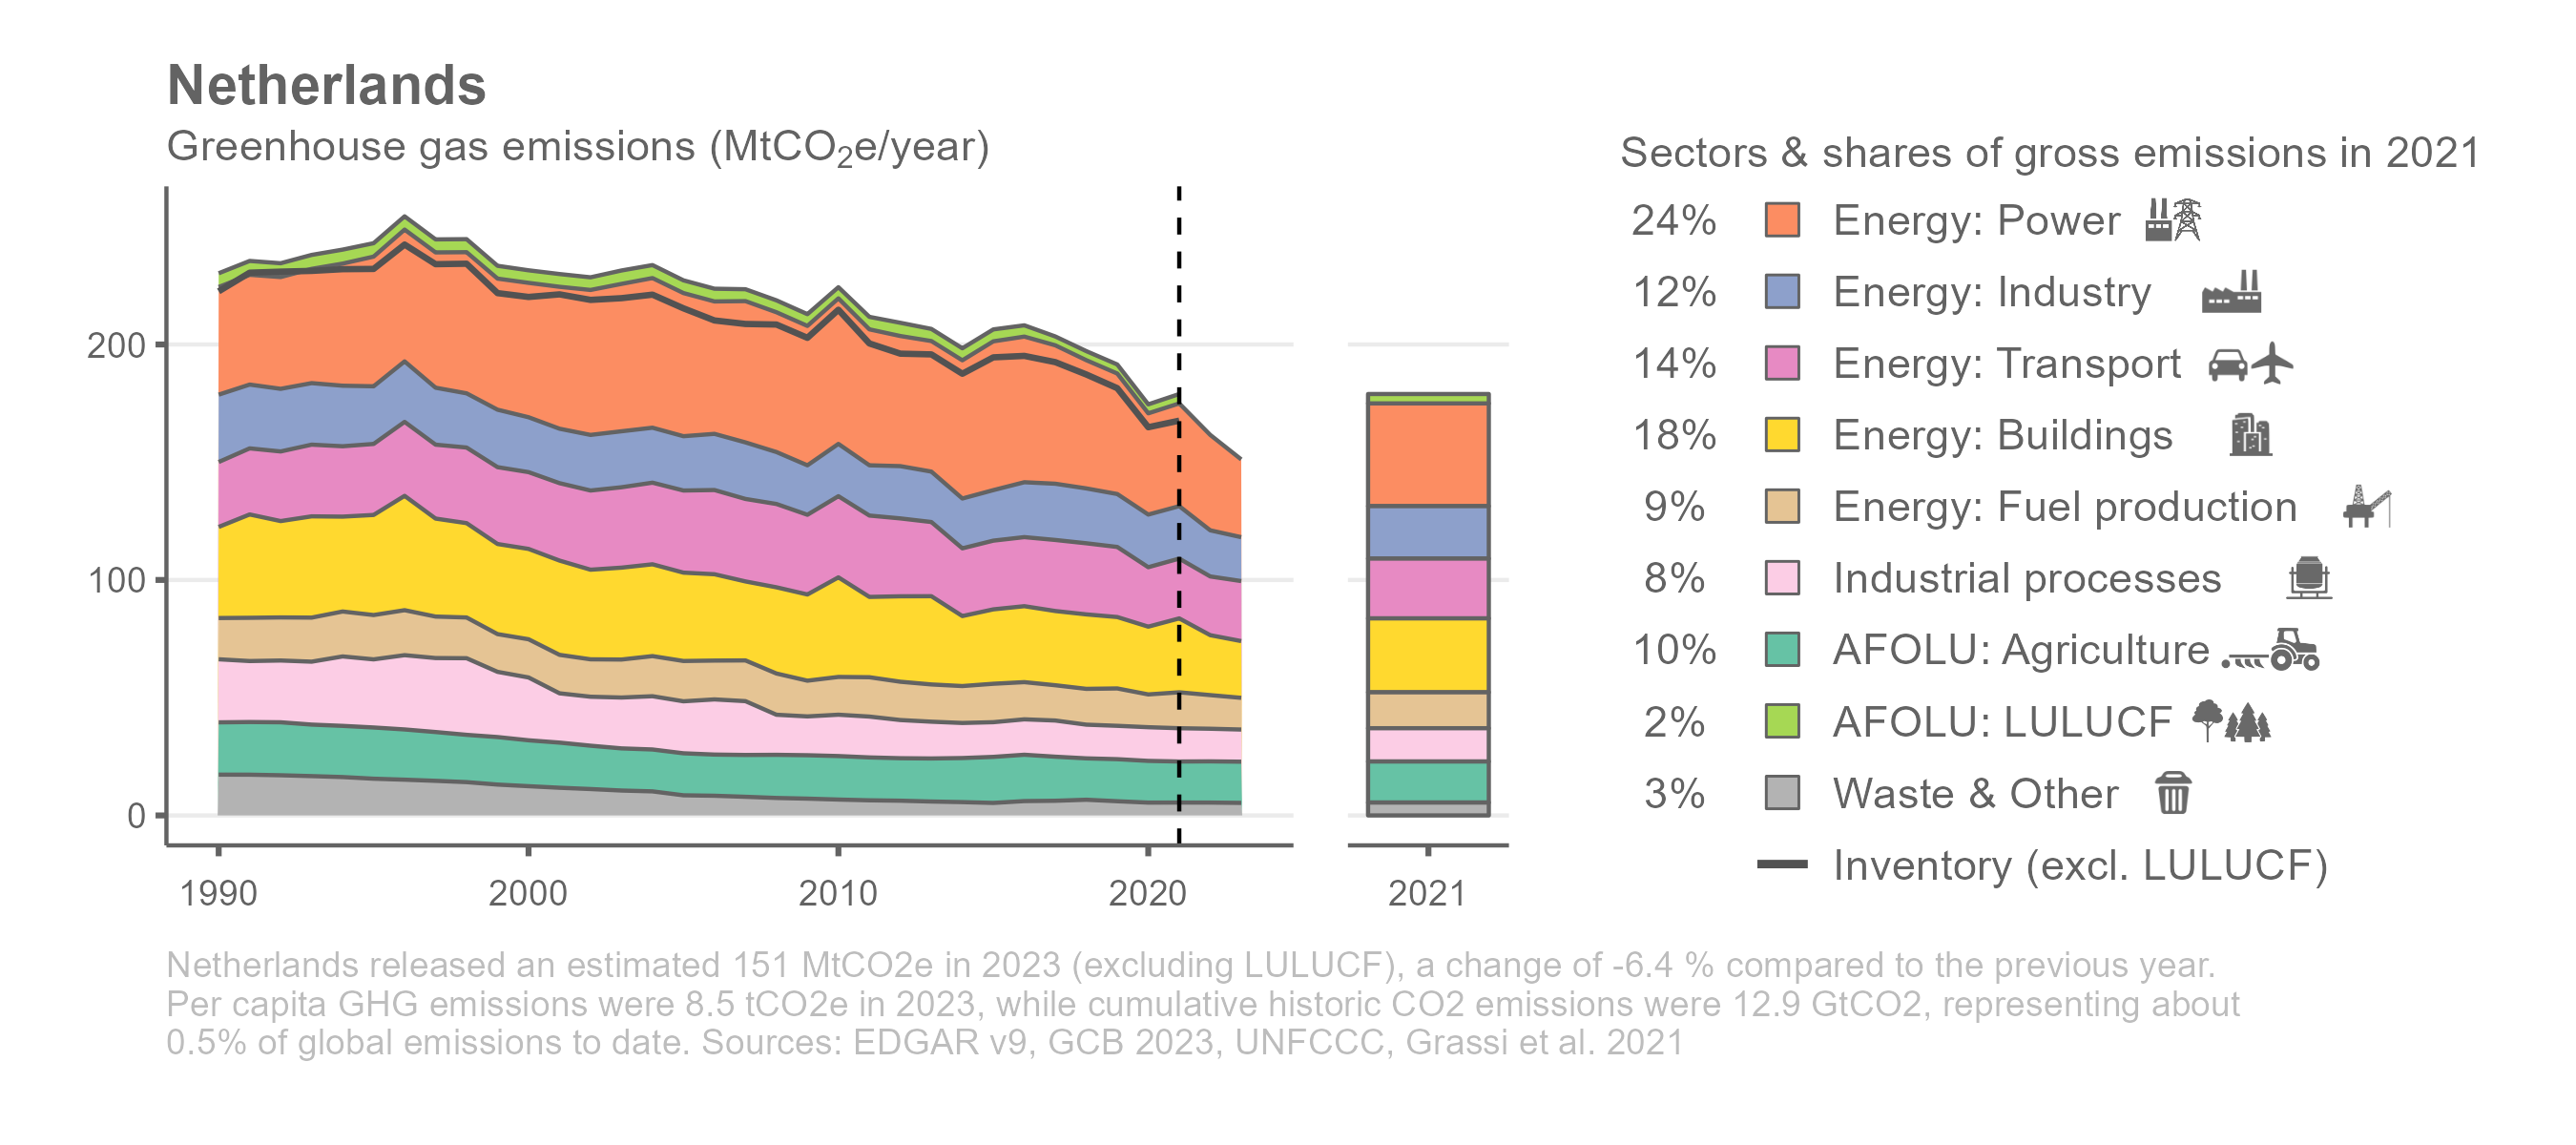 Netherlands
Greenhouse gas emissions (MtCO₂e/year)
200
100
0
1990
2000
2010
2020
2021
Sectors & shares of gross emissions in 2021
24% Energy: Power
12% Energy: Industry
14% Energy: Transport
18% Energy: Buildings
9% Energy: Fuel production
8% Industrial processes
10% AFOLU: Agriculture
2% AFOLU: LULUCF
3% Waste & Other
Inventory (excl. LULUCF)
Netherlands released an estimated 151 MtCO2e in 2023 (excluding LULUCF), a change of -6.4 % compared to the previous year.
Per capita GHG emissions were 8.5 tCO2e in 2023, while cumulative historic CO2 emissions were 12.9 GtCO2, representing about
0.5% of global emissions to date. Sources: EDGAR v9, GCB 2023, UNFCCC, Grassi et al. 2021